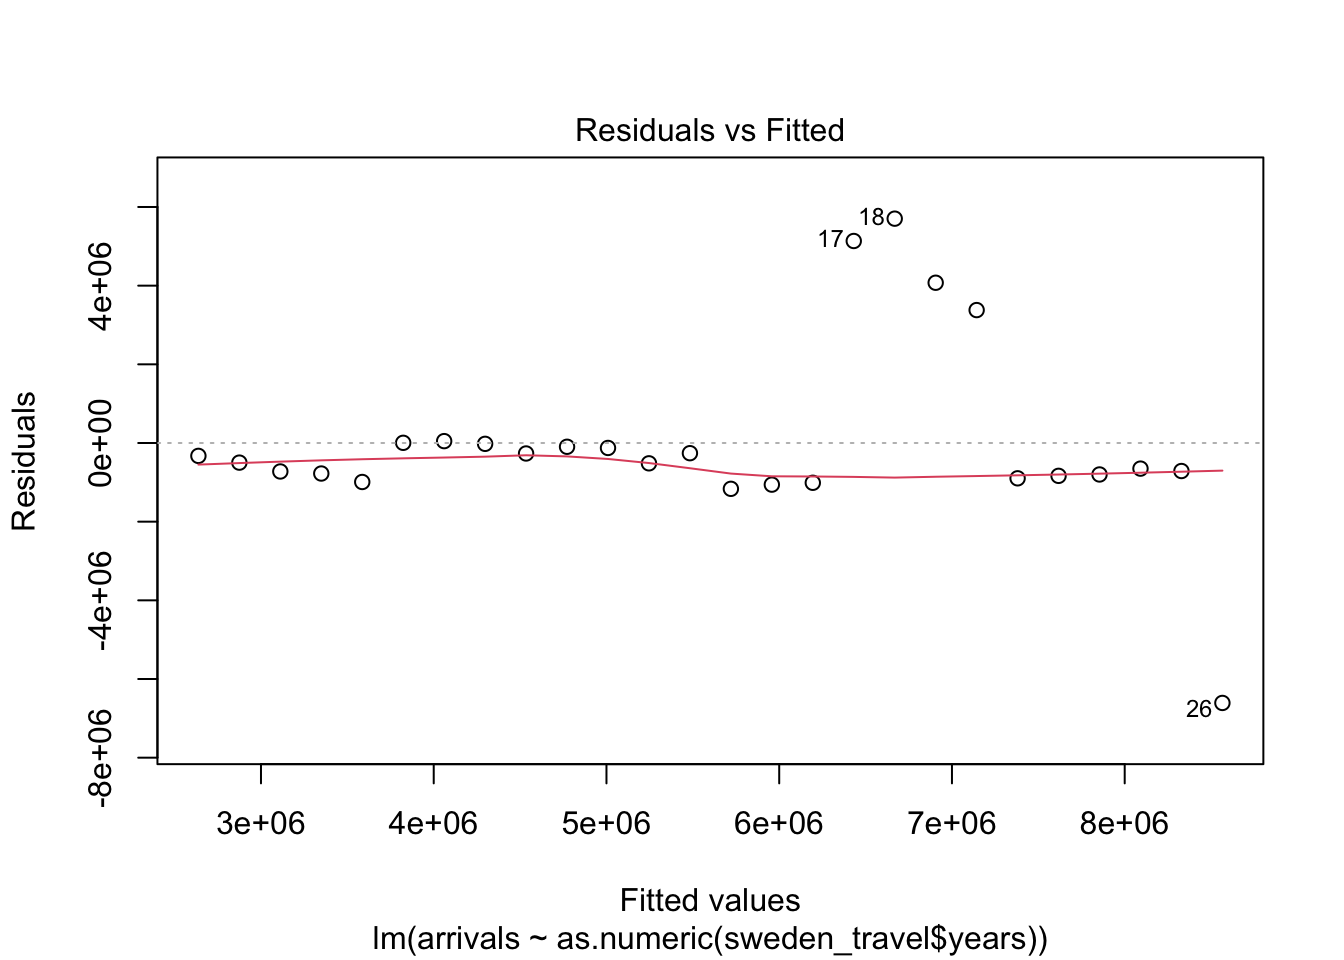 Residuals vs Fitted
Residuals
4e+06
0e+00
-4e+06
-8e+06
17
18
26
3e+06 4e+06 5e+06 6e+06 7e+06 8e+06
Fitted values
lm(arrivals ~ as.numeric(sweden_travel$years))